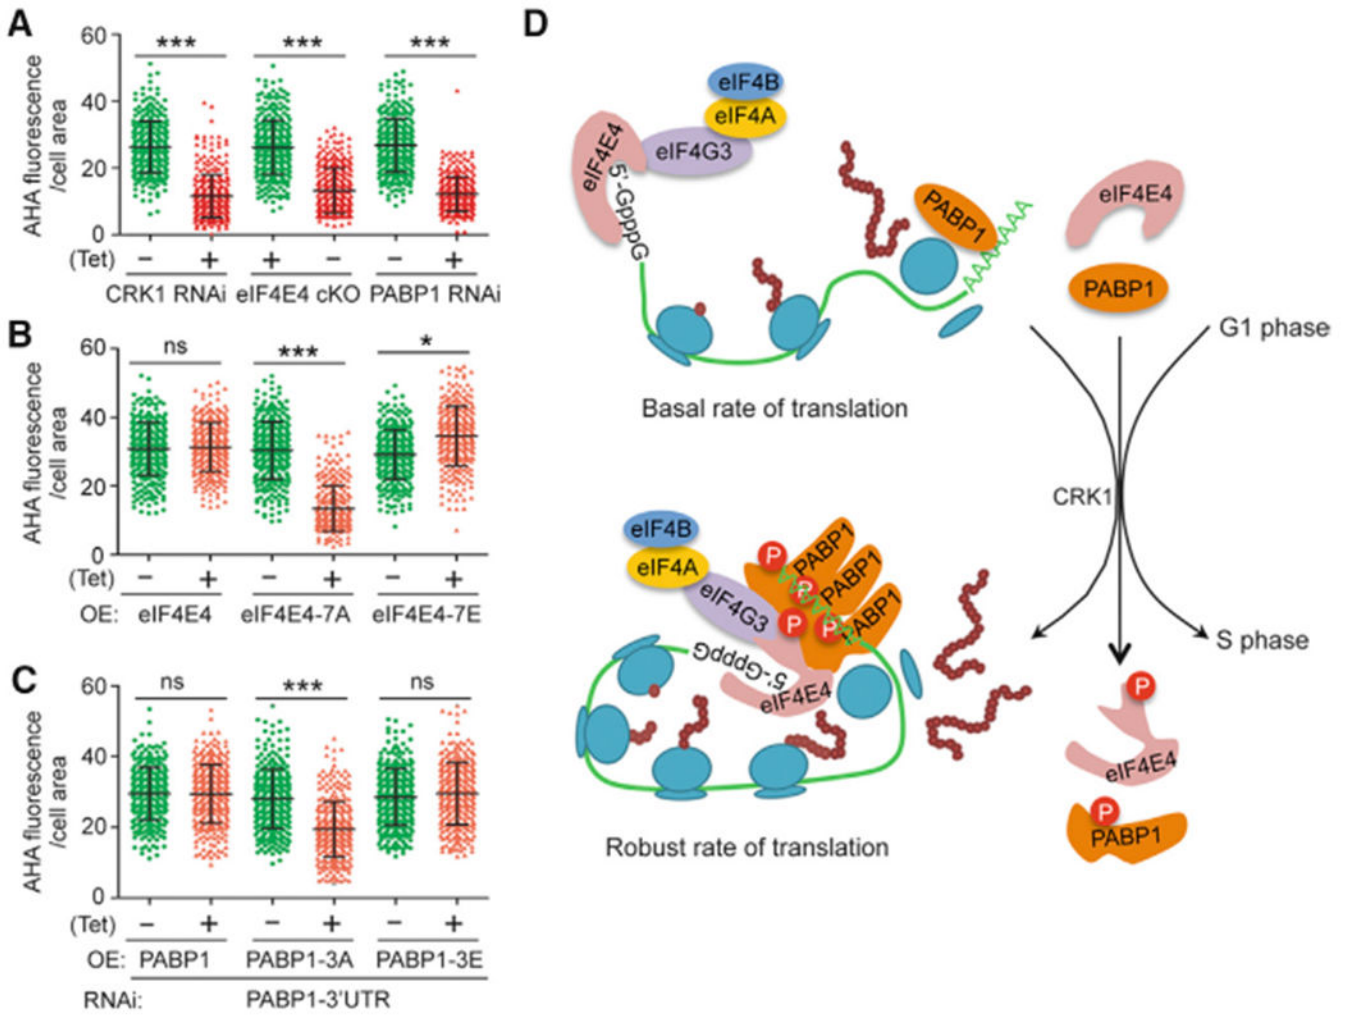 A
AHA fluorescence
/cell area
60
40
20
0
*** *** ***
(Tet) − + + − − +
CRK1 RNAi eIF4E4 cKO PABP1 RNAi
B
AHA fluorescence
/cell area
60
40
20
0
ns *** *
(Tet) − + − + − +
OE: eIF4E4 eIF4E4-7A eIF4E4-7E
C
AHA fluorescence
/cell area
60
40
20
0
ns *** ns
(Tet) − + − + − +
OE: PABP1 PABP1-3A PABP1-3E
RNAi: PABP1-3'UTR
D
eIF4B
eIF4A
eIF4G3
eIF4E4
5'-GpppG
PABP1
AAAAAAA
Basal rate of translation
eIF4E4
PABP1
G1 phase
CRK1
S phase
eIF4B
eIF4A
eIF4G3
P
P
P
P
PABP1
PABP1
PABP1
5'-GpppG
eIF4E4
Robust rate of translation
P
eIF4E4
P
PABP1